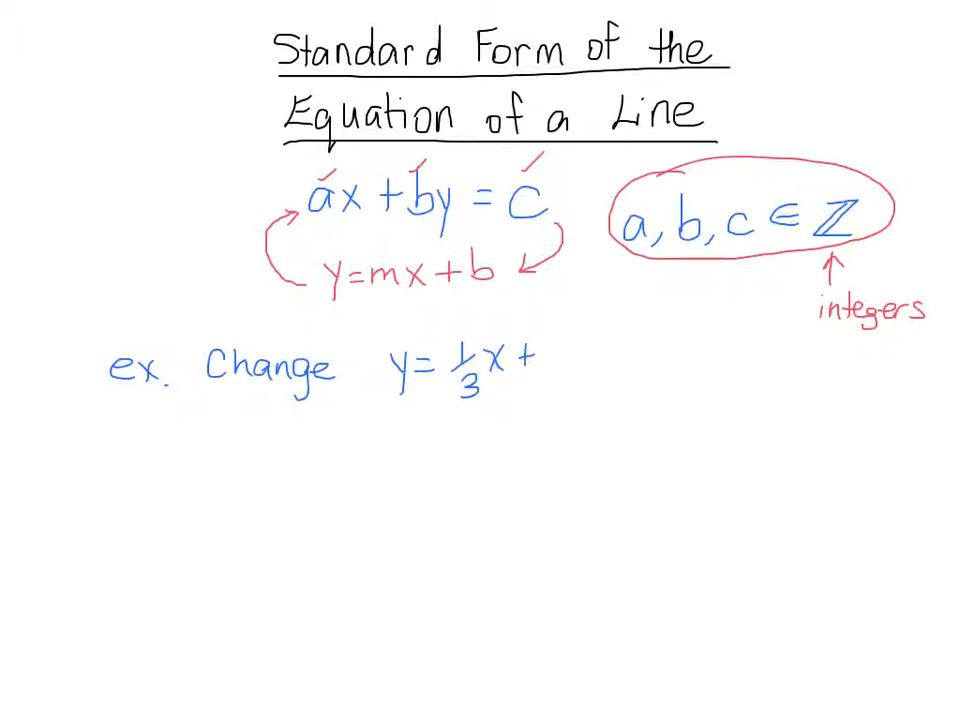 Standard Form of the
Equation of a Line
ax + by = c
a, b, c ∈ ℤ
y = mx + b
integers
ex. Change y = 1/3 x +